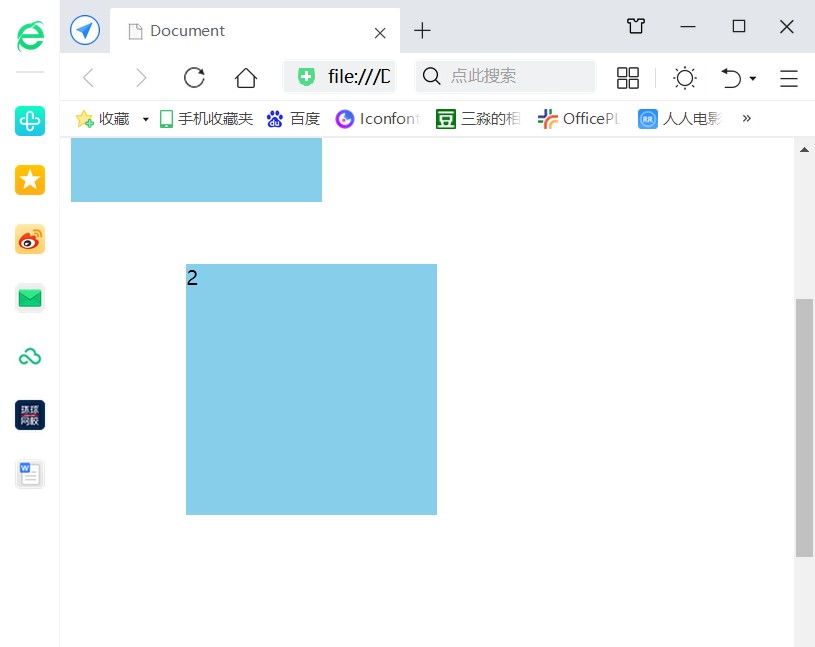 Document
file:///D
点此搜索
收藏
手机收藏夹
百度
Iconfont
三淼的相
OfficePL
人人电影
»
2
环球
网校
W